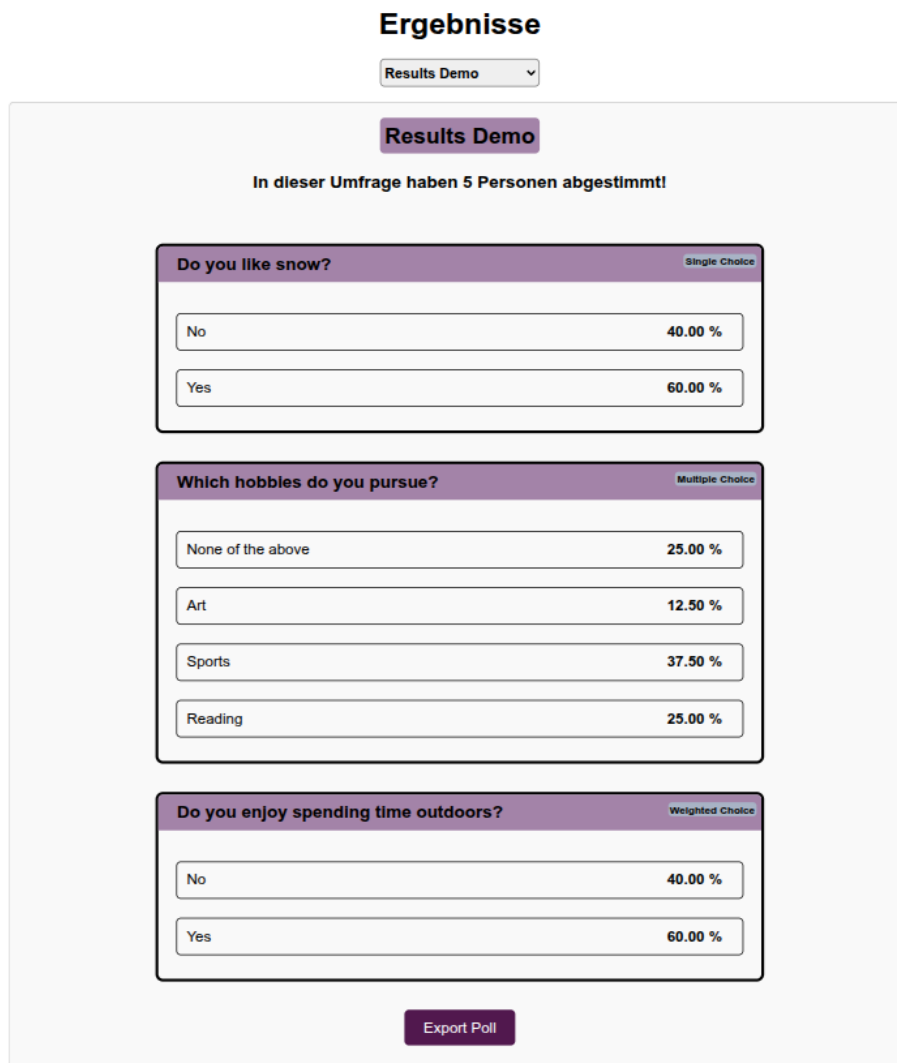 Ergebnisse
Results Demo
Results Demo
In dieser Umfrage haben 5 Personen abgestimmt!
Do you like snow? Single Choice
No 40.00 %
Yes 60.00 %
Which hobbies do you pursue? Multiple Choice
None of the above 25.00 %
Art 12.50 %
Sports 37.50 %
Reading 25.00 %
Do you enjoy spending time outdoors? Weighted Choice
No 40.00 %
Yes 60.00 %
Export Poll